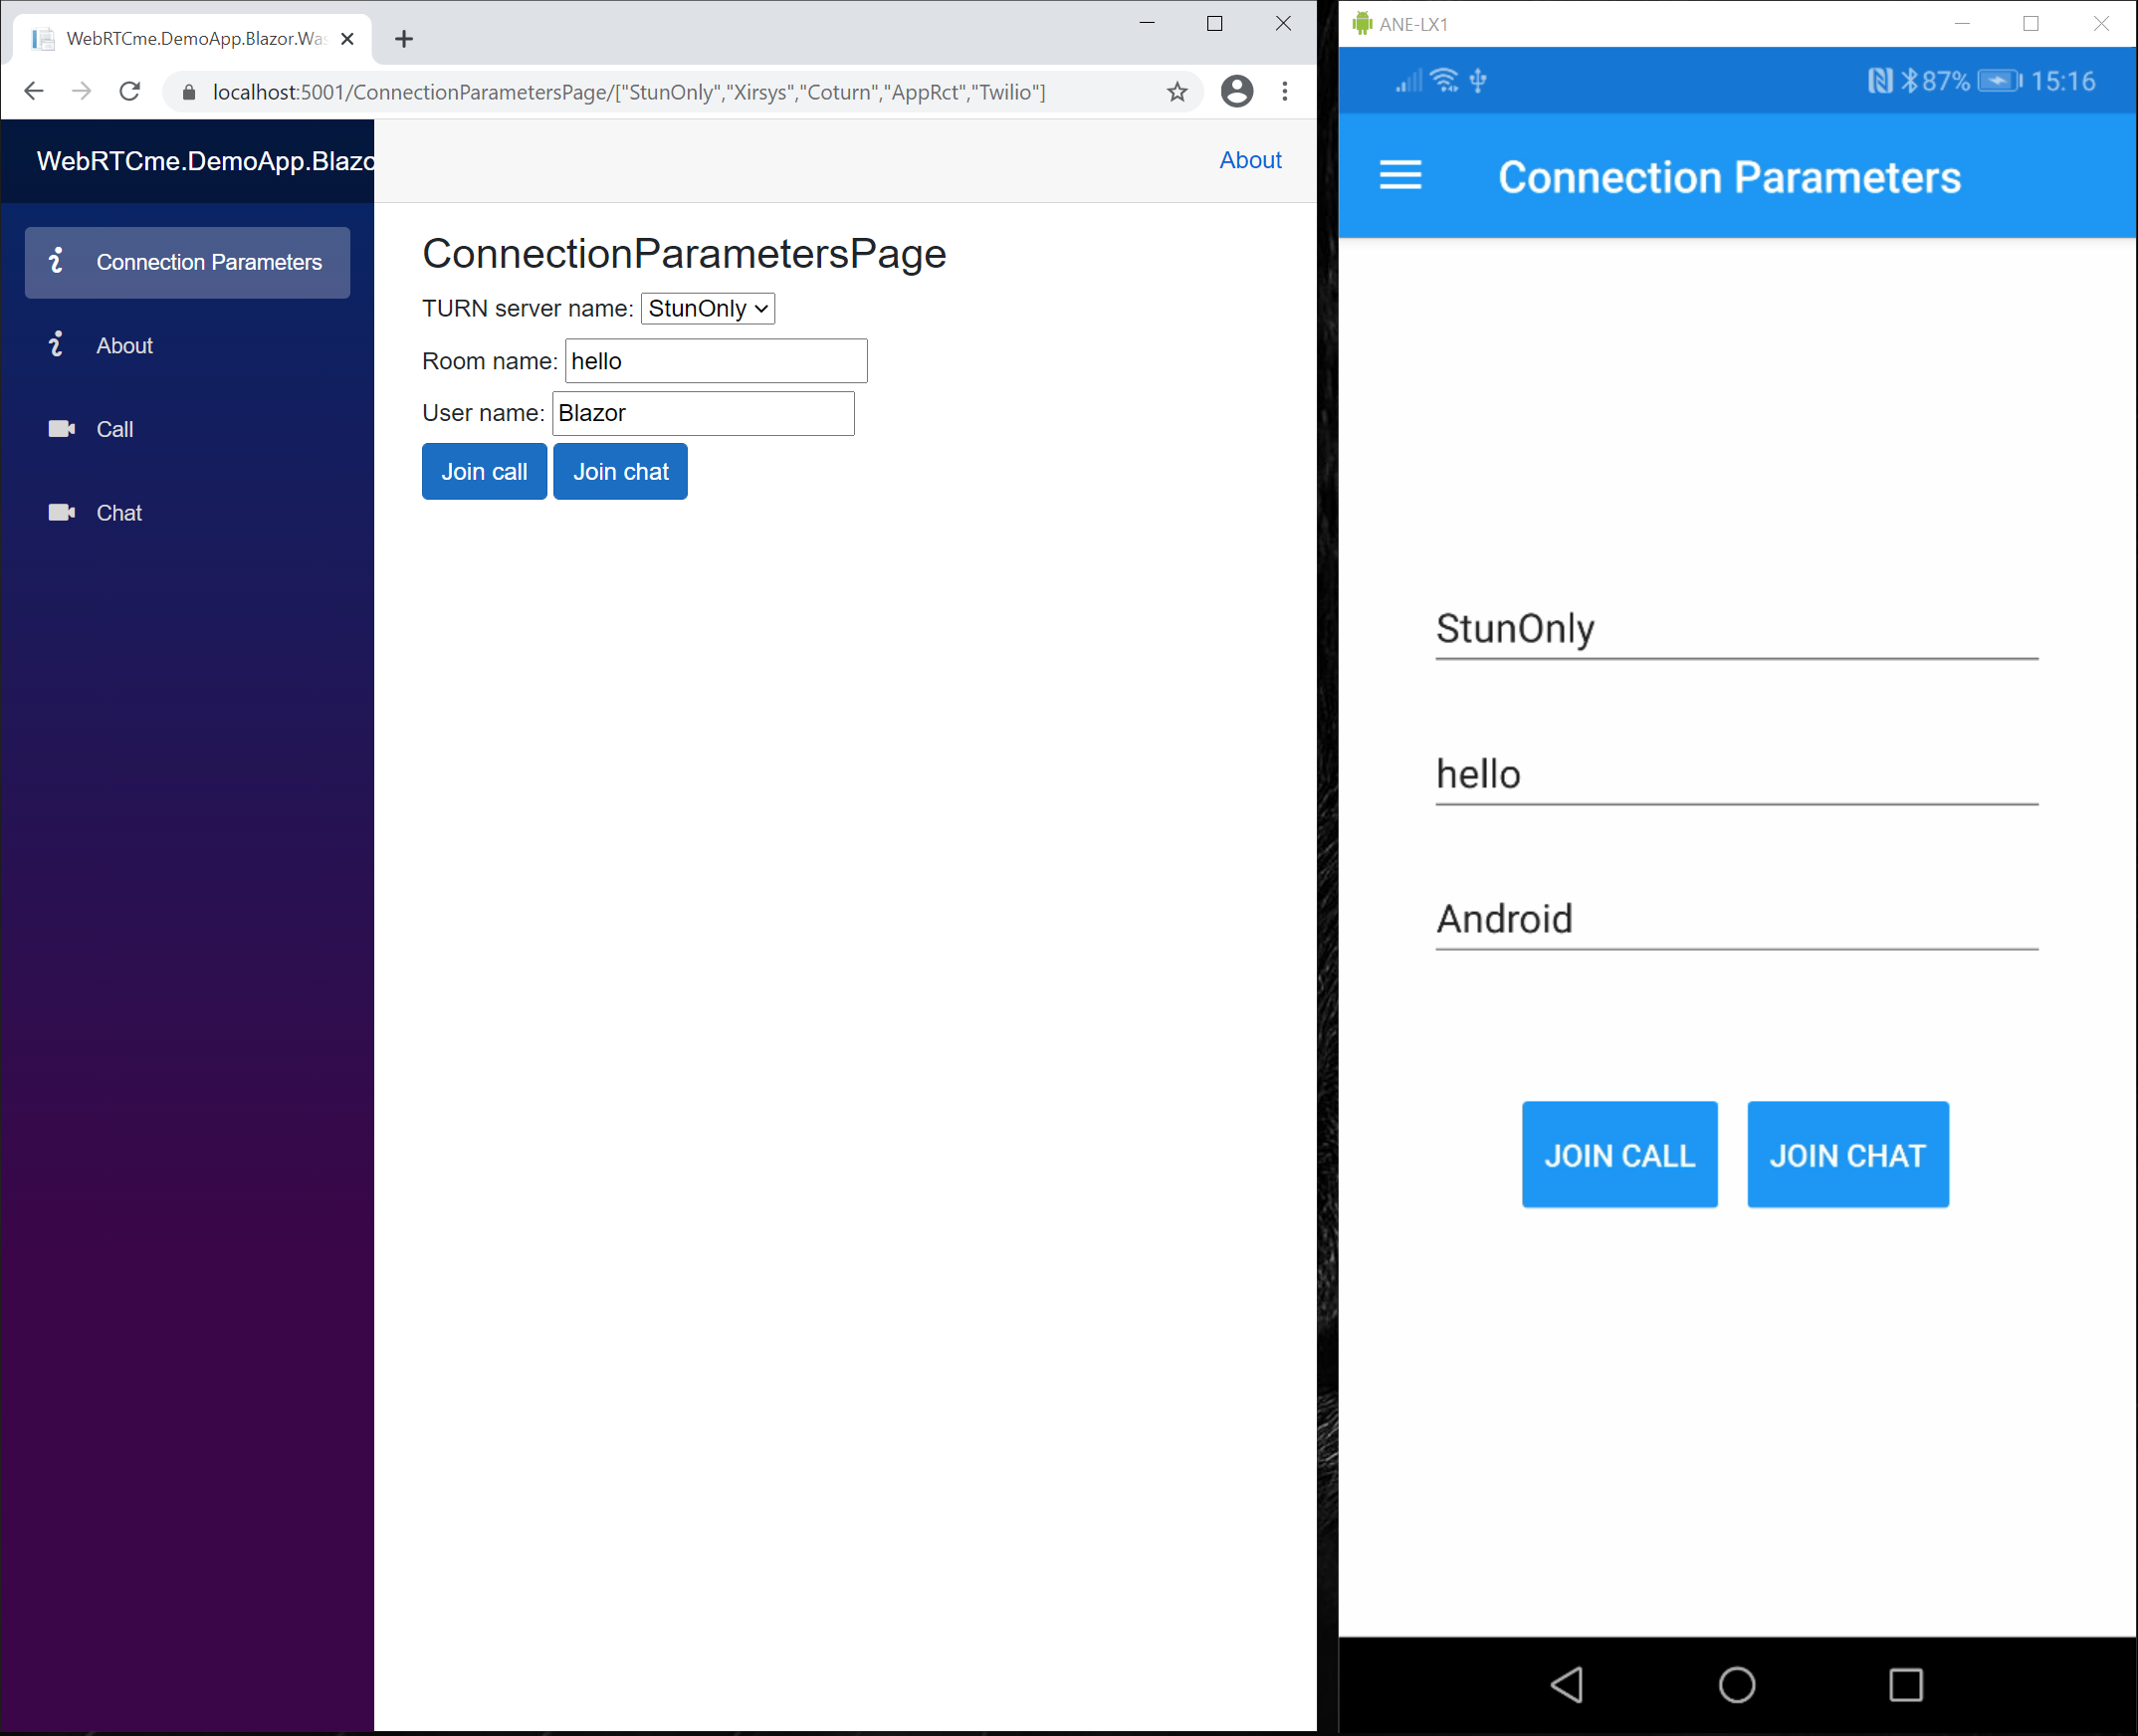 WebRTCme.DemoApp.Blazor.Was
localhost:5001/ConnectionParametersPage/["StunOnly","Xirsys","Coturn","AppRct","Twilio"]
WebRTCme.DemoApp.Blazo
About
Connection Parameters
About
Call
Chat
ConnectionParametersPage
TURN server name: StunOnly
Room name: hello
User name: Blazor
Join call Join chat
ANE-LX1
87% 15:16
Connection Parameters
StunOnly
hello
Android
JOIN CALL JOIN CHAT